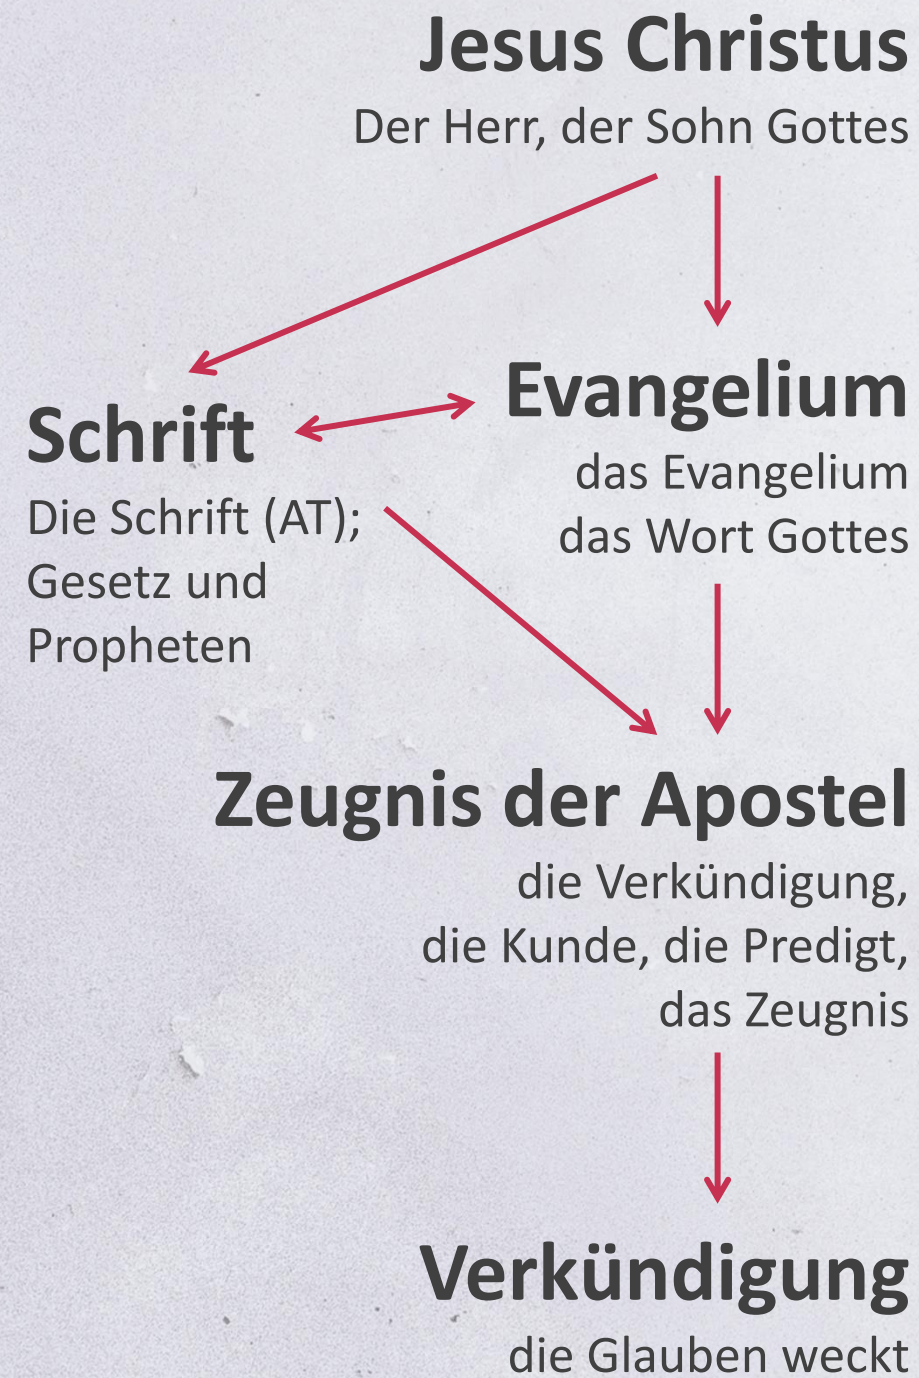 Jesus Christus
Der Herr, der Sohn Gottes
Evangelium
das Evangelium
das Wort Gottes
Schrift
Die Schrift (AT);
Gesetz und
Propheten
Zeugnis der Apostel
die Verkündigung,
die Kunde, die Predigt,
das Zeugnis
Verkündigung
die Glauben weckt